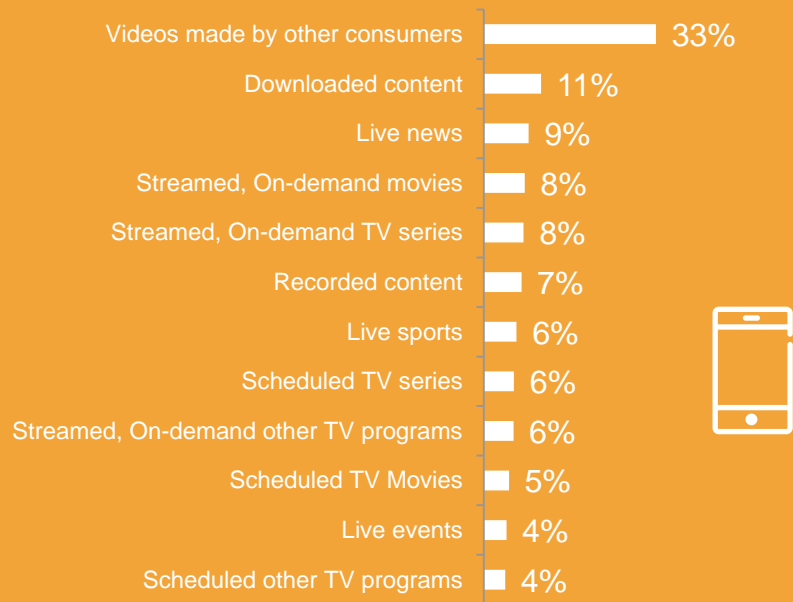 Videos made by other consumers 33%
Downloaded content 11%
Live news 9%
Streamed, On-demand movies 8%
Streamed, On-demand TV series 8%
Recorded content 7%
Live sports 6%
Scheduled TV series 6%
Streamed, On-demand other TV programs 6%
Scheduled TV Movies 5%
Live events 4%
Scheduled other TV programs 4%